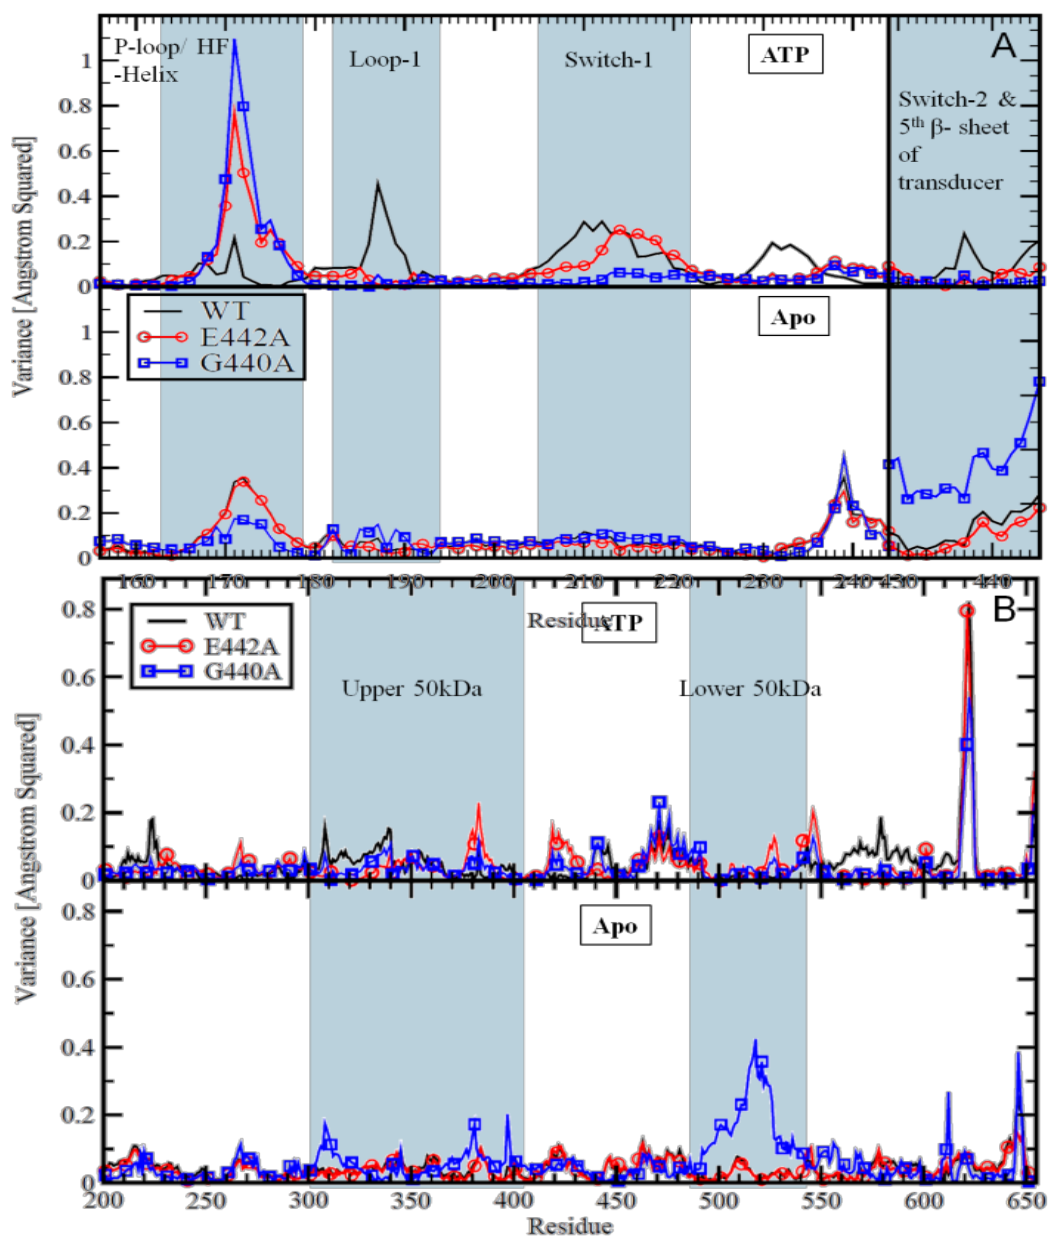 P-loop/ HF
-Helix
Loop-1
Switch-1
ATP
A
Switch-2 &
5th β- sheet
of
transducer
Variance [Angstrom Squared]
1
0.8
0.6
0.4
0.2
0
WT
E442A
G440A
Apo
Variance [Angstrom Squared]
1
0.8
0.6
0.4
0.2
0
160 170 180 190 200 210 220 230 240 430 440
Residue
WT
E442A
G440A
ATP
B
Upper 50kDa
Lower 50kDa
Variance [Angstrom Squared]
0.8
0.6
0.4
0.2
0
Apo
0.8
0.6
0.4
0.2
0
200 250 300 350 400 450 500 550 600 650
Residue